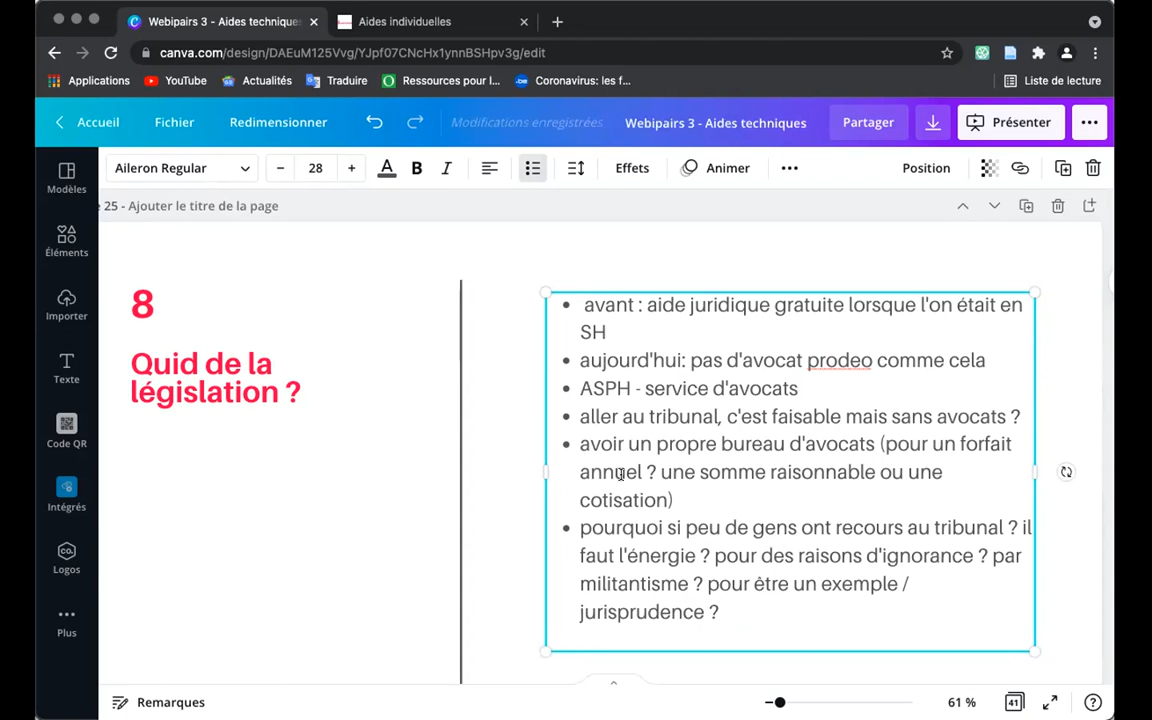 Webipairs 3 - Aides technique
Aides individuelles
canva.com/design/DAEuM125Vvg/YJpf07CNcHx1ynnBSHpv3g/edit
Applications YouTube Actualités Traduire Ressources pour l... Coronavirus: les f... Liste de lecture
Accueil Fichier Redimensionner Modifications enregistrées Webipairs 3 - Aides techniques Partager Présenter
Aileron Regular − 28 + A B I Effets Animer Position
Modèles
Éléments
Importer
Texte
Code QR
Intégrés
co.
Logos
Plus
e 25 - Ajouter le titre de la page
8
Quid de la
législation ?
• avant : aide juridique gratuite lorsque l'on était en
SH
• aujourd'hui: pas d'avocat prodeo comme cela
• ASPH - service d'avocats
• aller au tribunal, c'est faisable mais sans avocats ?
• avoir un propre bureau d'avocats (pour un forfait
annuel ? une somme raisonnable ou une
cotisation)
• pourquoi si peu de gens ont recours au tribunal ? il
faut l'énergie ? pour des raisons d'ignorance ? par
militantisme ? pour être un exemple /
jurisprudence ?
Remarques 61 % 41